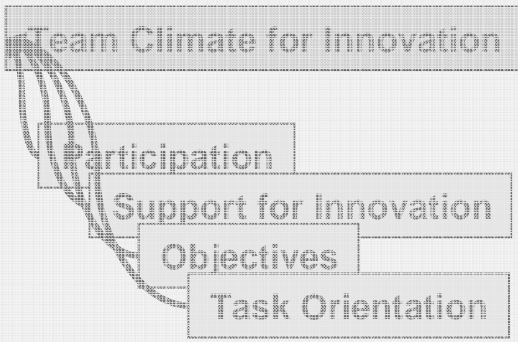 Team Climate for Innovation
Participation
Support for Innovation
Objectives
Task Orientation